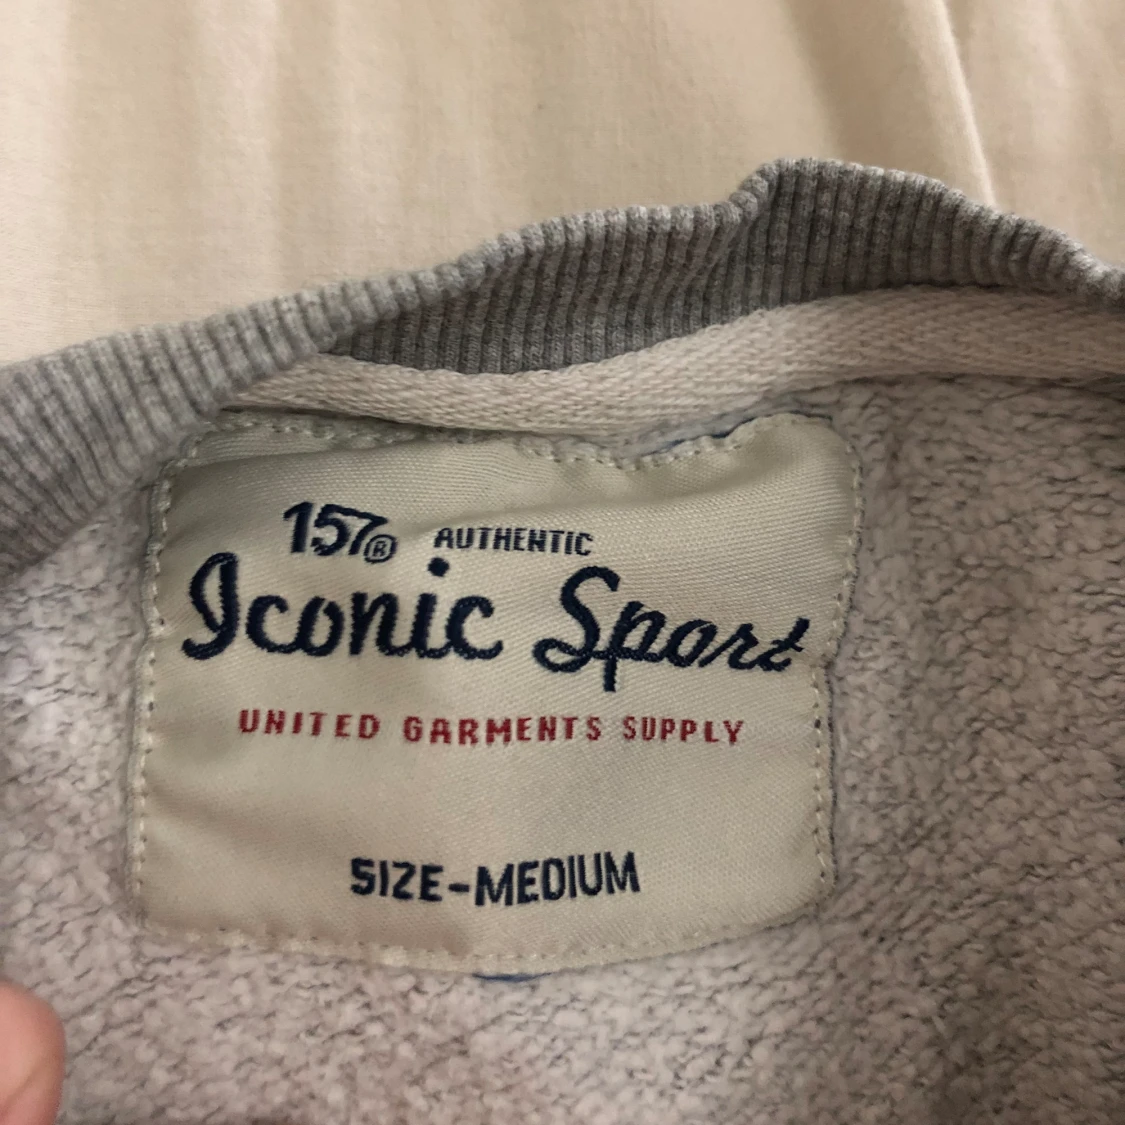 157® AUTHENTIC
Iconic Sport
UNITED GARMENTS SUPPLY
SIZE-MEDIUM